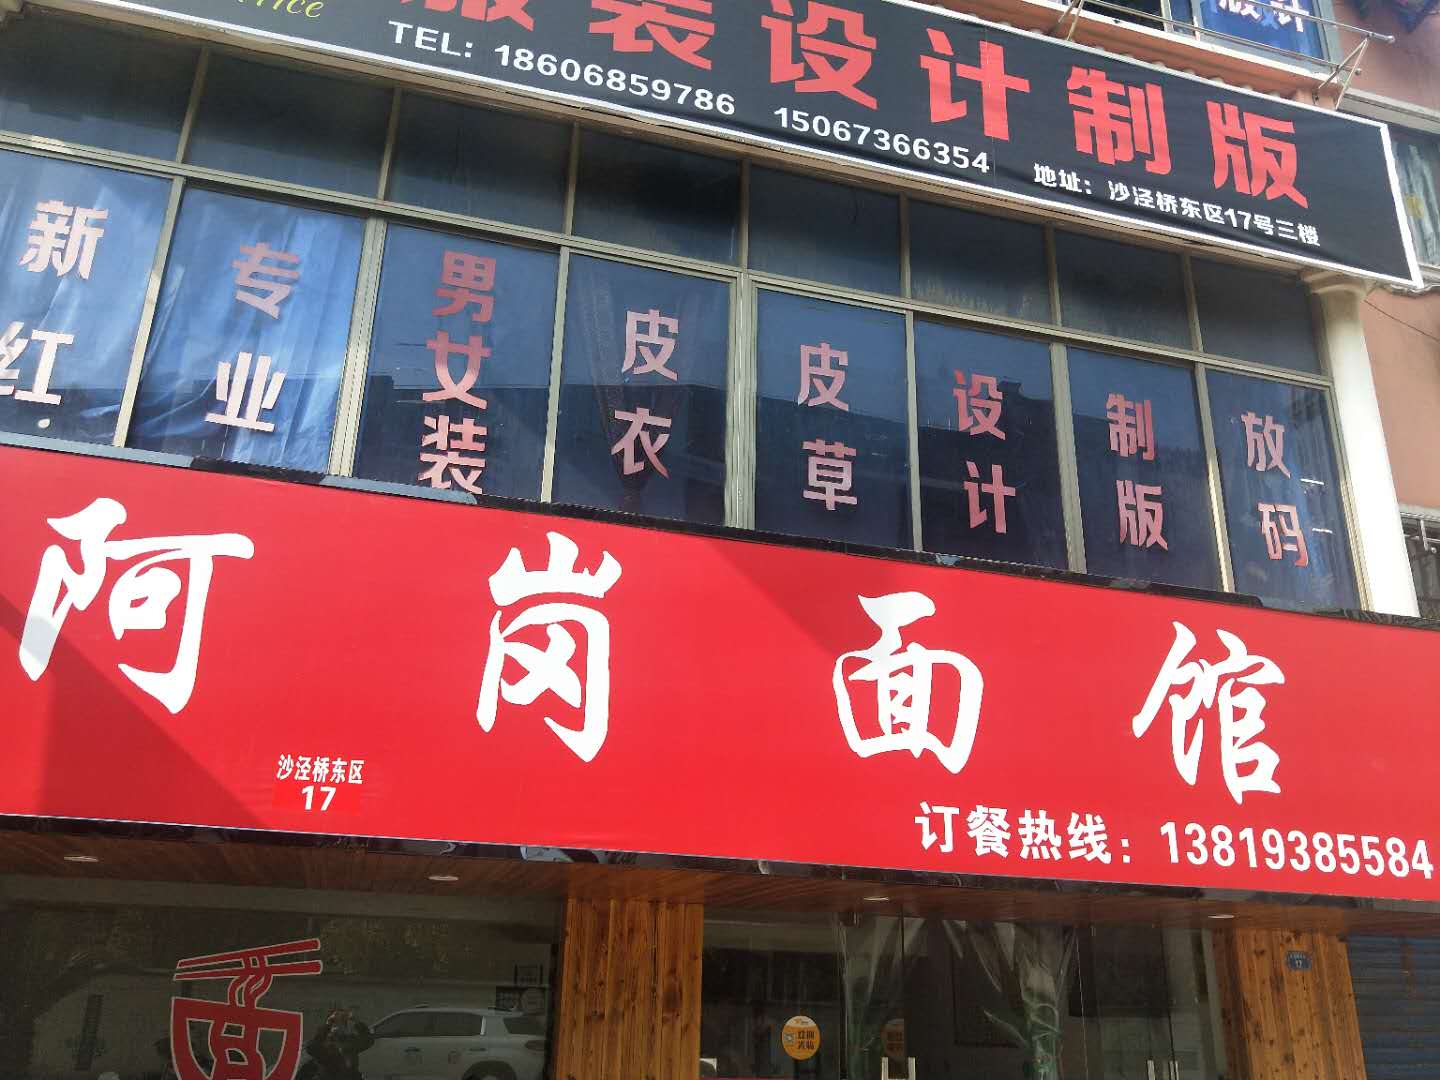 服装设计制版
TEL: 18606859786 15067366354 地址: 沙泾桥东区17号三楼
新红
专业
男女装
皮衣
皮草
设计
制版
放码
阿岗面馆
沙泾桥东区
17
订餐热线: 13819385584
面
17